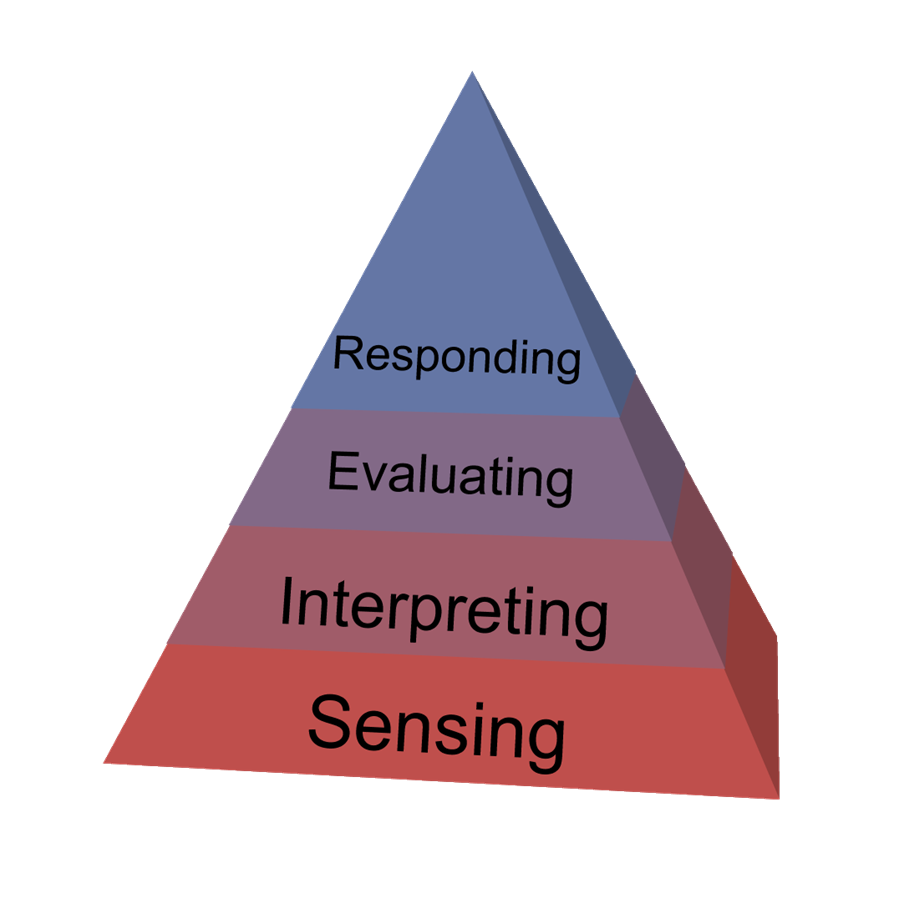 Responding
Evaluating
Interpreting
Sensing